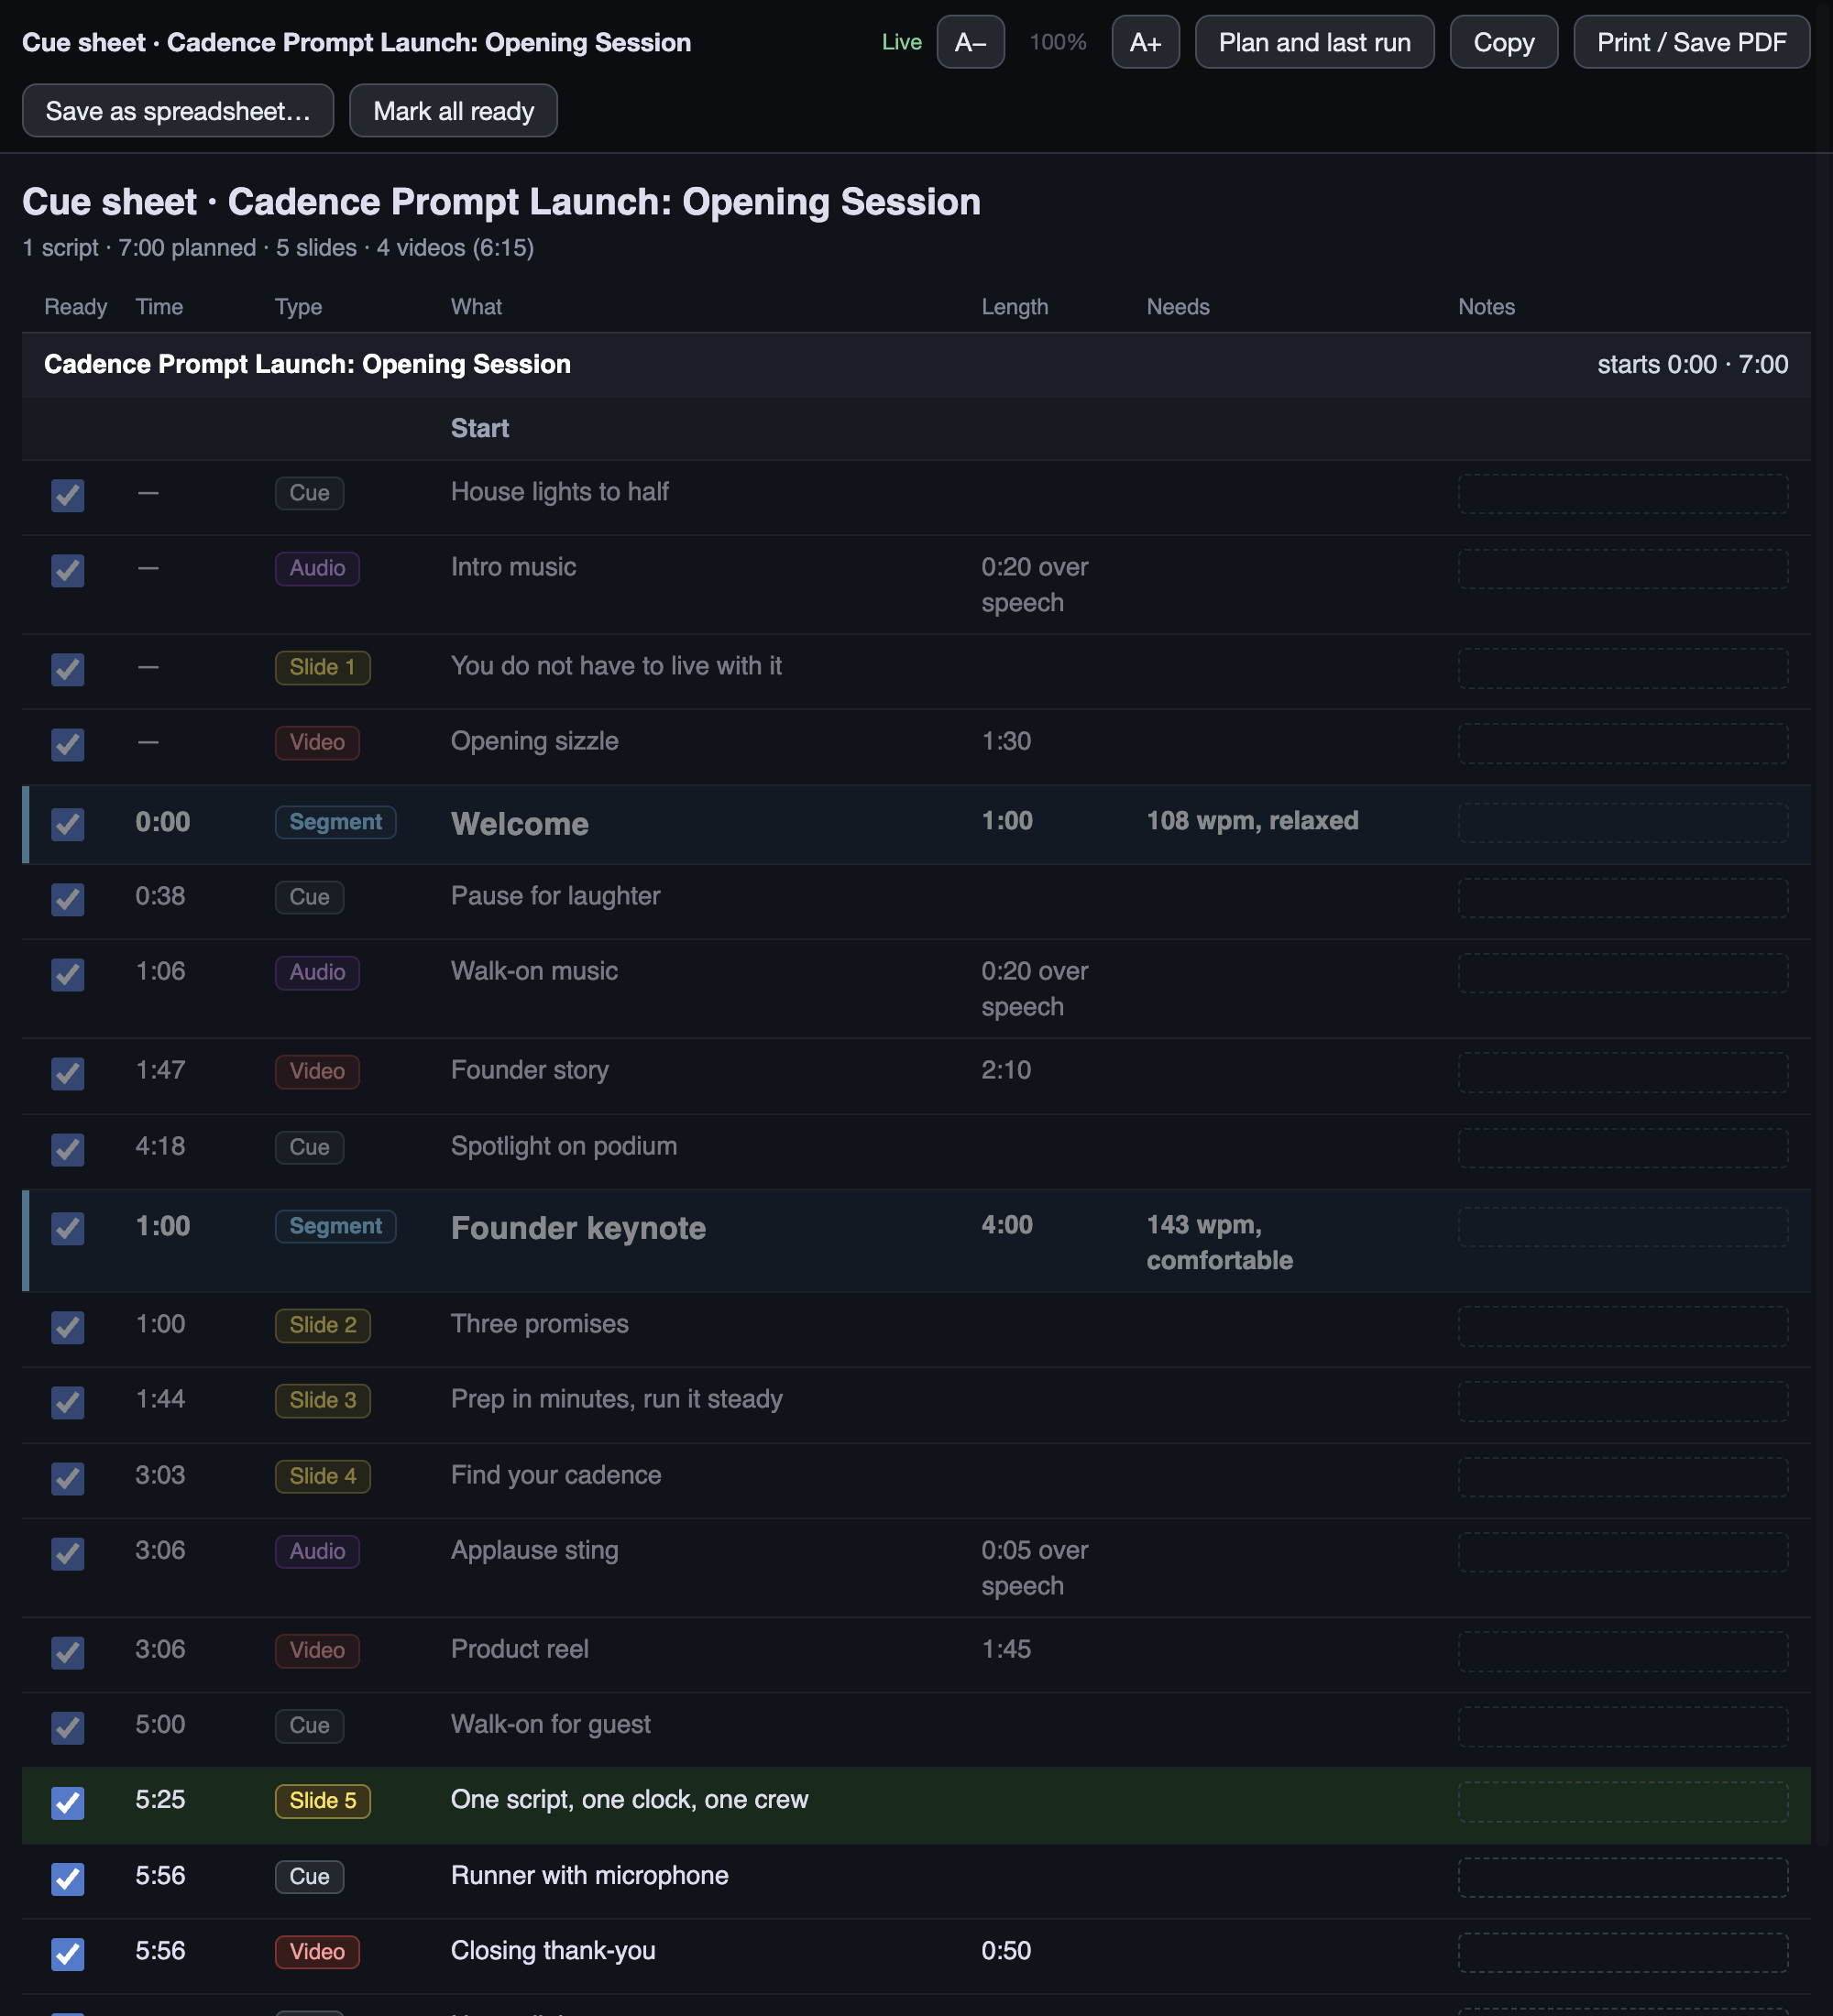 Cue sheet · Cadence Prompt Launch: Opening Session Live A– 100% A+ Plan and last run Copy Print / Save PDF
Save as spreadsheet… Mark all ready
Cue sheet · Cadence Prompt Launch: Opening Session
1 script · 7:00 planned · 5 slides · 4 videos (6:15)
Ready Time Type What Length Needs Notes
Cadence Prompt Launch: Opening Session starts 0:00 · 7:00
Start
— Cue House lights to half
— Audio Intro music 0:20 over
speech
— Slide 1 You do not have to live with it
— Video Opening sizzle 1:30
0:00 Segment Welcome 1:00 108 wpm, relaxed
0:38 Cue Pause for laughter
1:06 Audio Walk-on music 0:20 over
speech
1:47 Video Founder story 2:10
4:18 Cue Spotlight on podium
1:00 Segment Founder keynote 4:00 143 wpm,
comfortable
1:00 Slide 2 Three promises
1:44 Slide 3 Prep in minutes, run it steady
3:03 Slide 4 Find your cadence
3:06 Audio Applause sting 0:05 over
speech
3:06 Video Product reel 1:45
5:00 Cue Walk-on for guest
5:25 Slide 5 One script, one clock, one crew
5:56 Cue Runner with microphone
5:56 Video Closing thank-you 0:50